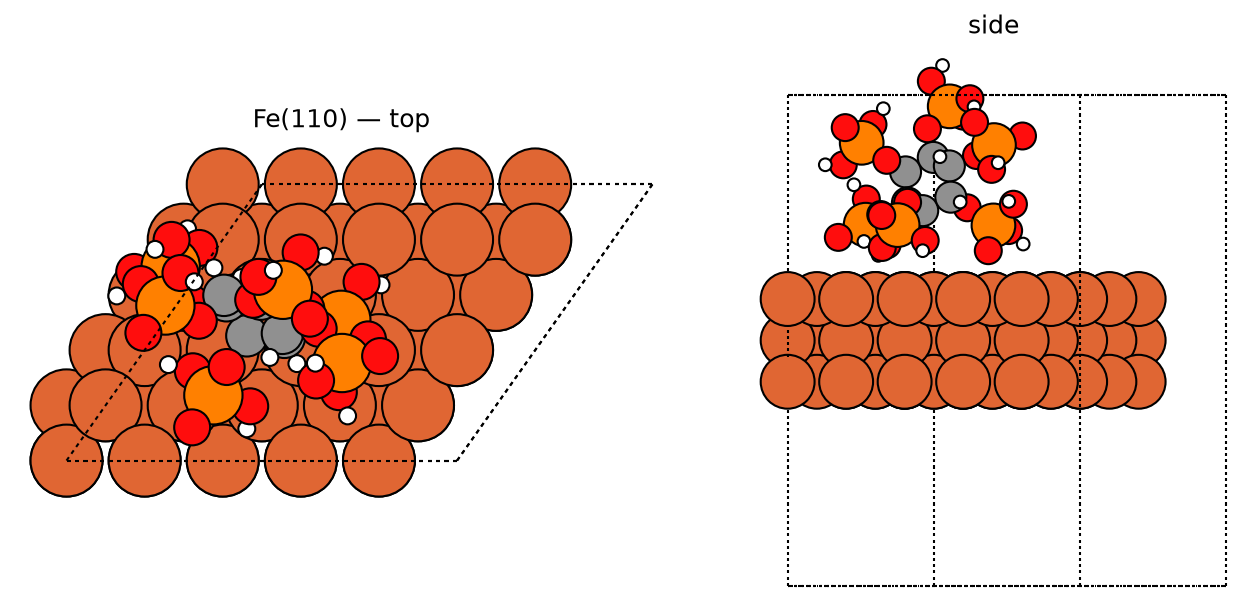 side
Fe(110) — top